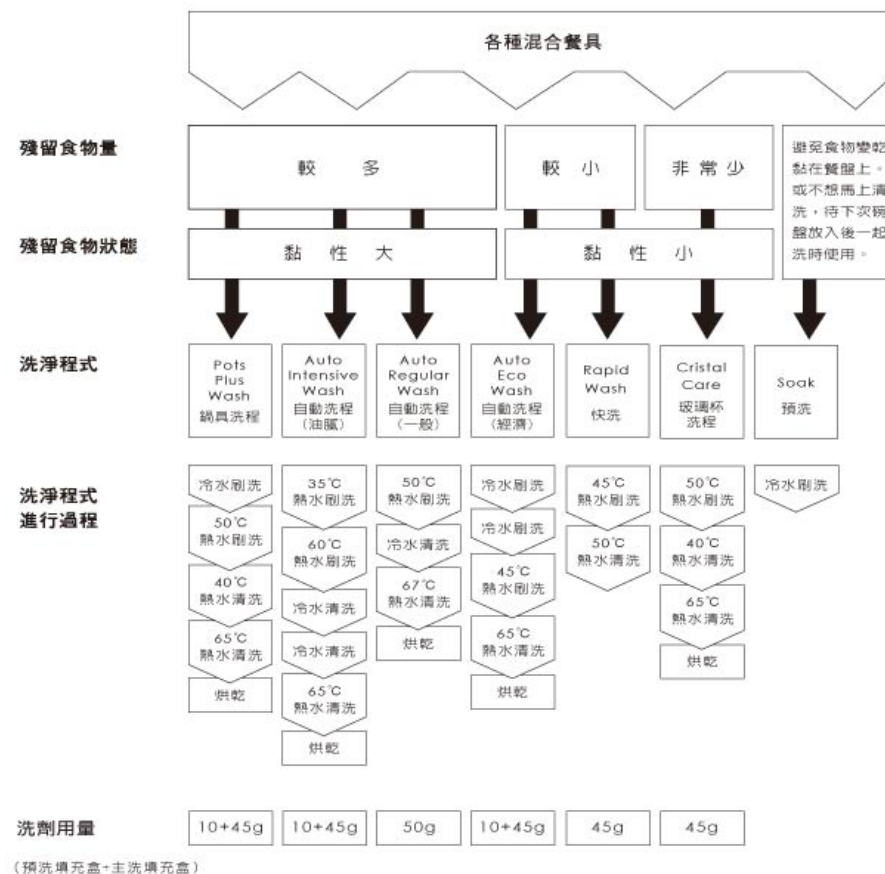 各種混合餐具
殘留食物量
較多
較小
非常少
避免食物變乾
黏在餐盤上。
或不想馬上清
洗，待下次碗
盤放入後一起
洗時使用。
殘留食物狀態
黏性大
黏性小
洗淨程式
Pots
Plus
Wash
鍋具洗程
Auto
Intensive
Wash
自動洗程
(油膩)
Auto
Regular
Wash
自動洗程
(一般)
Auto
Eco
Wash
自動洗程
(經濟)
Rapid
Wash
快洗
Cristal
Care
玻璃杯
洗程
Soak
預洗
洗淨程式
進行過程
冷水刷洗
50℃
熱水刷洗
40℃
熱水清洗
65℃
熱水清洗
烘乾
35℃
熱水刷洗
60℃
熱水刷洗
冷水清洗
冷水清洗
65℃
熱水清洗
烘乾
50℃
熱水刷洗
冷水清洗
67℃
熱水清洗
烘乾
冷水刷洗
冷水刷洗
45℃
熱水刷洗
65℃
熱水清洗
烘乾
45℃
熱水刷洗
50℃
熱水清洗
50℃
熱水刷洗
40℃
熱水清洗
65℃
熱水清洗
烘乾
冷水刷洗
洗劑用量
10+45g
10+45g
50g
10+45g
45g
45g
(預洗填充盒+主洗填充盒)